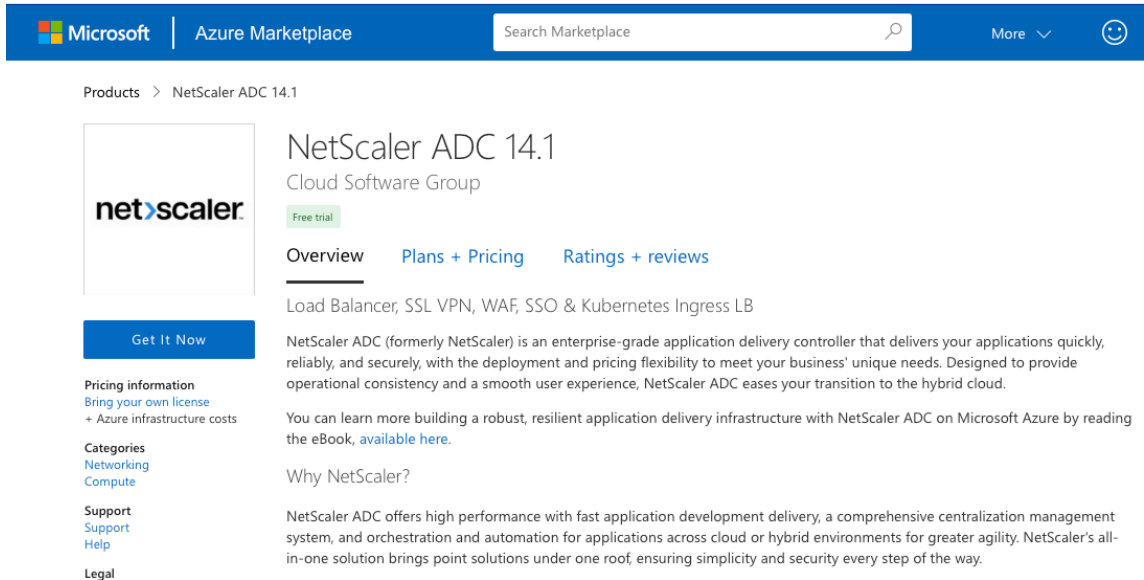 Microsoft Azure Marketplace Search Marketplace More
Products > NetScaler ADC 14.1
net>scaler.
NetScaler ADC 14.1
Cloud Software Group
Free trial
Overview Plans + Pricing Ratings + reviews
Load Balancer, SSL VPN, WAF, SSO & Kubernetes Ingress LB
NetScaler ADC (formerly NetScaler) is an enterprise-grade application delivery controller that delivers your applications quickly,
reliably, and securely, with the deployment and pricing flexibility to meet your business' unique needs. Designed to provide
operational consistency and a smooth user experience, NetScaler ADC eases your transition to the hybrid cloud.
You can learn more building a robust, resilient application delivery infrastructure with NetScaler ADC on Microsoft Azure by reading
the eBook, available here.
Why NetScaler?
NetScaler ADC offers high performance with fast application development delivery, a comprehensive centralization management
system, and orchestration and automation for applications across cloud or hybrid environments for greater agility. NetScaler's all-
in-one solution brings point solutions under one roof, ensuring simplicity and security every step of the way.
Get It Now
Pricing information
Bring your own license
+ Azure infrastructure costs
Categories
Networking
Compute
Support
Support
Help
Legal